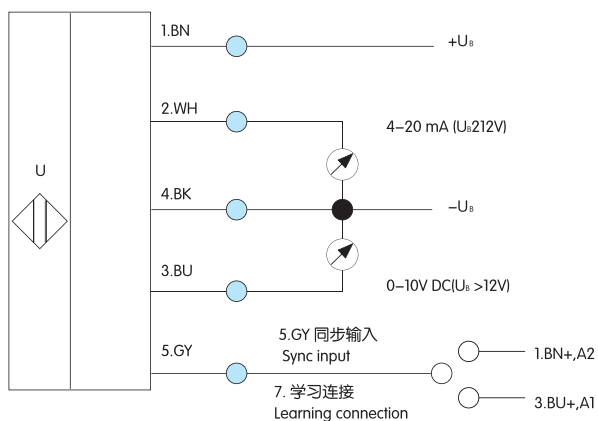 1.BN
+UB
2.WH
4–20 mA (UB212V)
U
4.BK
–UB
3.BU
0–10V DC(UB >12V)
5.GY
5.GY 同步输入
Sync input
1.BN+,A2
7. 学习连接
Learning connection
3.BU+,A1